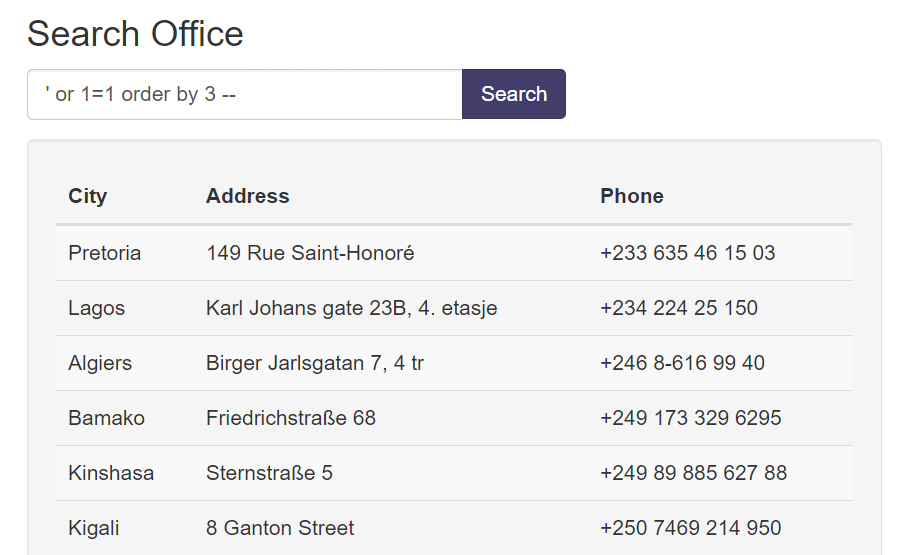 Search Office
' or 1=1 order by 3 --
Search
City Address Phone
Pretoria 149 Rue Saint-Honoré +233 635 46 15 03
Lagos Karl Johans gate 23B, 4. etasje +234 224 25 150
Algiers Birger Jarlsgatan 7, 4 tr +246 8-616 99 40
Bamako Friedrichstraße 68 +249 173 329 6295
Kinshasa Sternstraße 5 +249 89 885 627 88
Kigali 8 Ganton Street +250 7469 214 950